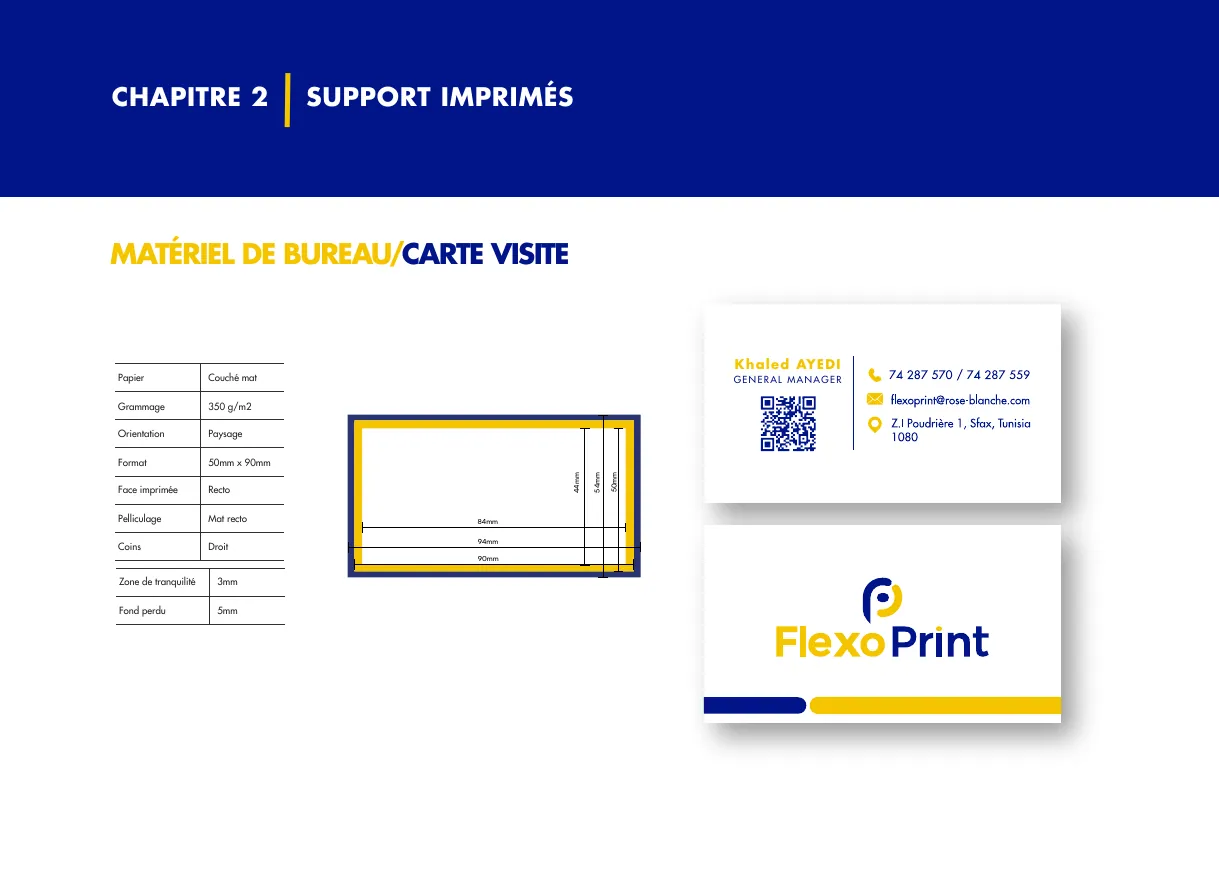 CHAPITRE 2 | SUPPORT IMPRIMÉS
MATÉRIEL DE BUREAU/CARTE VISITE
Papier Couché mat
Grammage 350 g/m2
Orientation Paysage
Format 50mm x 90mm
Face imprimée Recto
Pelliculage Mat recto
Coins Droit
Zone de tranquilité 3mm
Fond perdu 5mm
44mm
54mm
50mm
84mm
94mm
90mm
Khaled AYEDI
GENERAL MANAGER
74 287 570 / 74 287 559
flexoprint@rose-blanche.com
Z.I Poudrière 1, Sfax, Tunisia
1080
Flexo Print